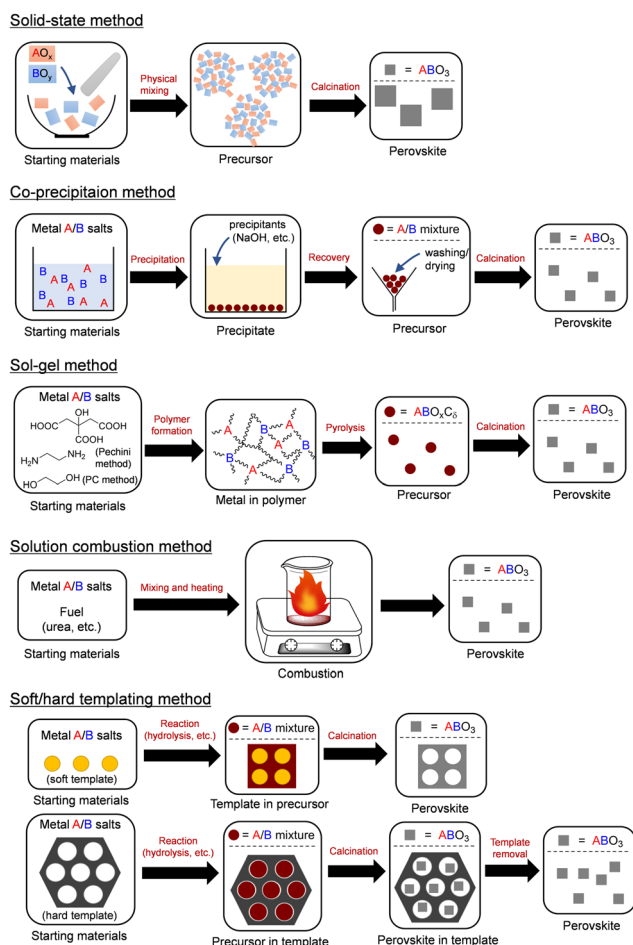 Solid-state method
AOx
BOy
Starting materials
Physical
mixing
Precursor
Calcination
= ABO3
Perovskite
Co-precipitaion method
Metal A/B salts
B A
B B
A
B A B
A A
Starting materials
Precipitation
precipitants
(NaOH, etc.)
Precipitate
Recovery
= A/B mixture
washing/
drying
Precursor
Calcination
= ABO3
Perovskite
Sol-gel method
Metal A/B salts
OH
HOOC COOH
COOH
H2N NH2 (Pechini
method)
HO OH (PC method)
Starting materials
Polymer
formation
A B A
B A B
B A B
Metal in polymer
Pyrolysis
= ABOxCδ
Precursor
Calcination
= ABO3
Perovskite
Solution combustion method
Metal A/B salts
Fuel
(urea, etc.)
Starting materials
Mixing and heating
Combustion
= ABO3
Perovskite
Soft/hard templating method
Metal A/B salts
(soft template)
Starting materials
Reaction
(hydrolysis, etc.)
= A/B mixture
Template in precursor
Calcination
= ABO3
Perovskite
Metal A/B salts
(hard template)
Starting materials
Reaction
(hydrolysis, etc.)
= A/B mixture
Precursor in template
Calcination
= ABO3
Perovskite in template
Template
removal
= ABO3
Perovskite